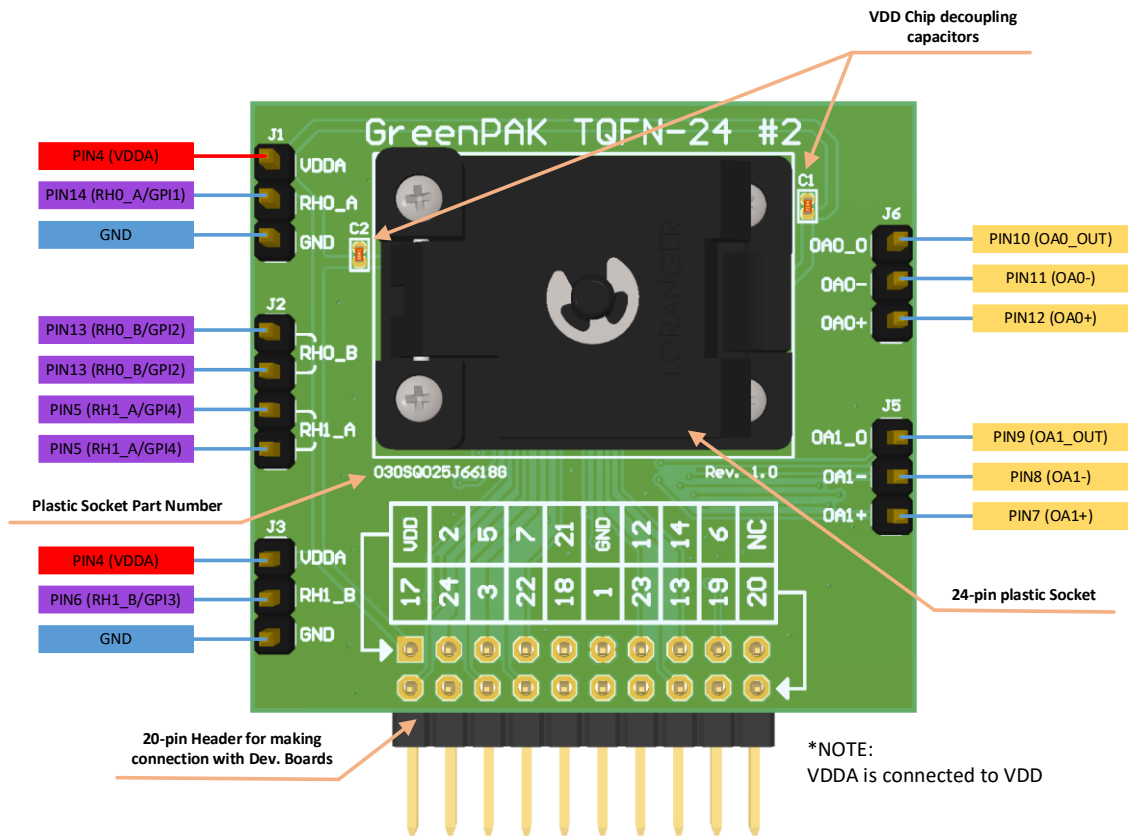 VDD Chip decoupling
capacitors
GreenPAK TQFN-24 #2
J1
PIN4 (VDDA)
VDDA
PIN14 (RH0_A/GPI1)
RH0_A
GND
GND
C2
C1
LORANGER
J6
OA0_O
PIN10 (OA0_OUT)
OA0-
PIN11 (OA0-)
OA0+
PIN12 (OA0+)
J2
PIN13 (RH0_B/GPI2)
RH0_B
PIN13 (RH0_B/GPI2)
PIN5 (RH1_A/GPI4)
RH1_A
PIN5 (RH1_A/GPI4)
J5
OA1_O
PIN9 (OA1_OUT)
OA1-
PIN8 (OA1-)
OA1+
PIN7 (OA1+)
030SQ025J6618G
Rev. 1.0
Plastic Socket Part Number
J3
PIN4 (VDDA)
VDDA
PIN6 (RH1_B/GPI3)
RH1_B
GND
GND
VDD 2 5 7 21 GND 12 14 6 NC
17 24 3 22 18 1 23 13 19 20
24-pin plastic Socket
20-pin Header for making
connection with Dev. Boards
*NOTE:
VDDA is connected to VDD